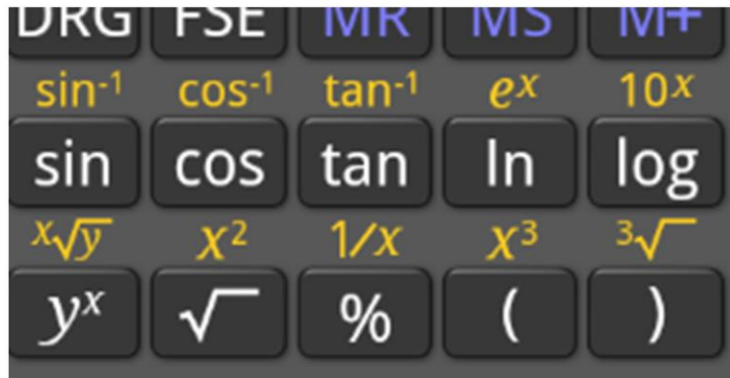 DRG FSE MR MS M+
sin⁻¹ cos⁻¹ tan⁻¹ eˣ 10ˣ
sin cos tan ln log
ˣ√y x² 1/x x³ ³√
yˣ √ % ( )